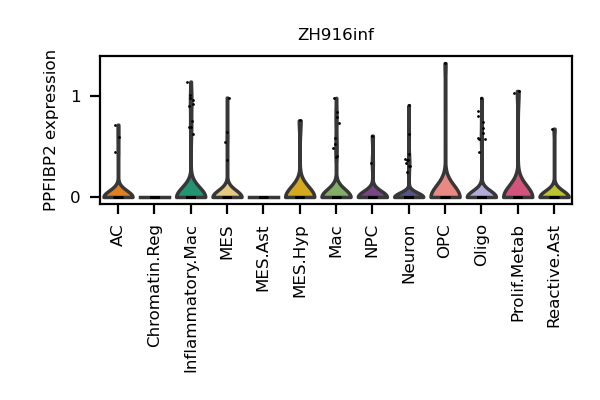 ZH916inf
PPFIBP2 expression
1
0
AC
Chromatin.Reg
Inflammatory.Mac
MES
MES.Ast
MES.Hyp
Mac
NPC
Neuron
OPC
Oligo
Prolif.Metab
Reactive.Ast